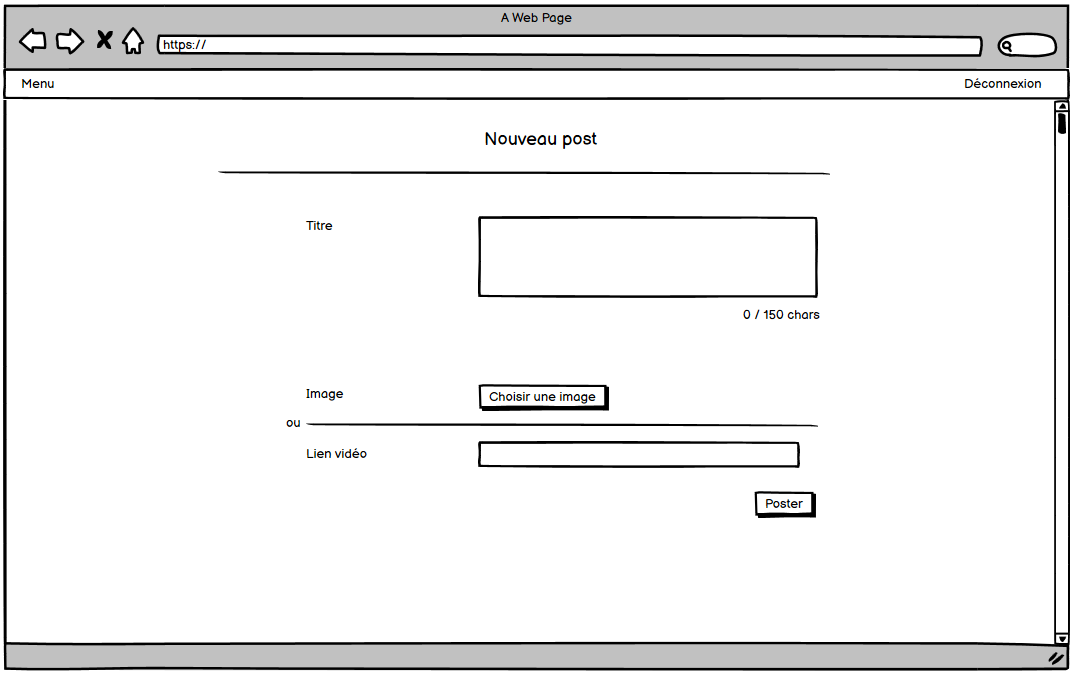 A Web Page
https://
Menu
Déconnexion
Nouveau post
Titre
0 / 150 chars
Image
Choisir une image
ou
Lien vidéo
Poster